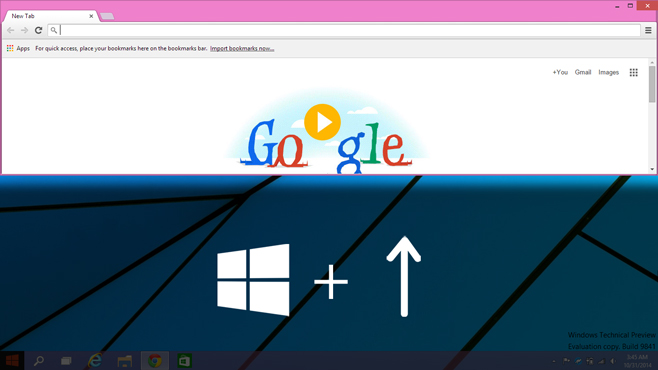 New Tab
Apps For quick access, place your bookmarks here on the bookmarks bar. Import bookmarks now...
+You Gmail Images
Google
+
Windows Technical Preview
Evaluation copy. Build 9841
3:45 AM
10/31/2014